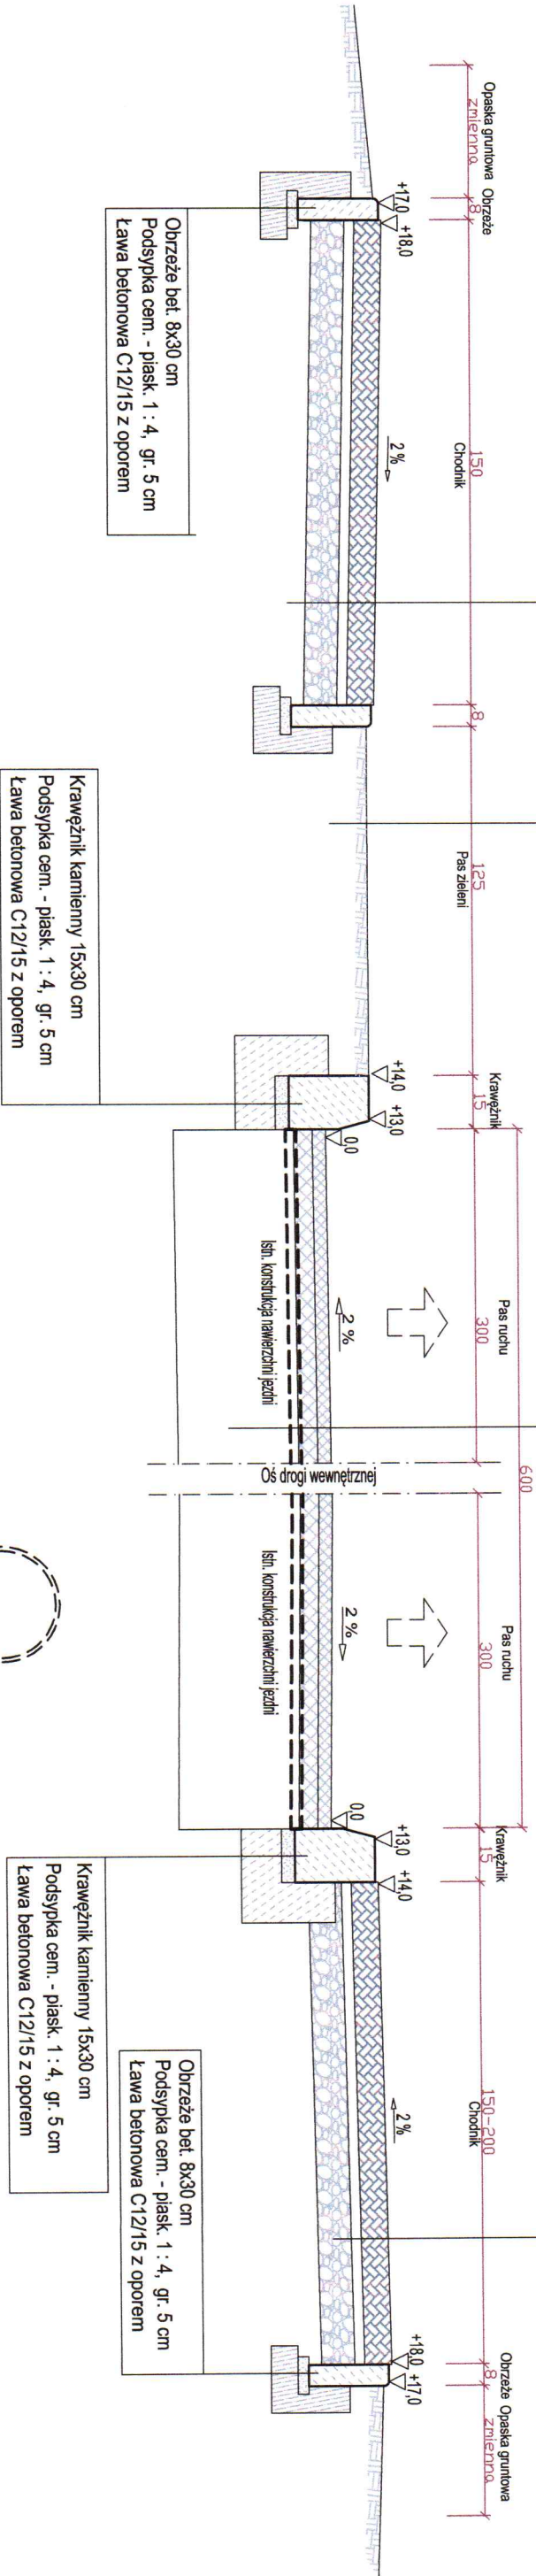 Opaska gruntowa
zmienna
Obrzeże
8
150
Chodnik
8
125
Pas zieleni
Krawężnik
15
600
Pas ruchu
300
Pas ruchu
300
Krawężnik
15
150-200
Chodnik
Obrzeże
8
Opaska gruntowa
zmienna
+17,0
+18,0
2 %
+14,0
+13,0
0,0
2 %
Oś drogi wewnętrznej
2 %
0,0
+13,0
+14,0
2 %
+18,0
+17,0
Istn. konstrukcja nawierzchni jezdni
Istn. konstrukcja nawierzchni jezdni
Obrzeże bet. 8x30 cm
Podsypka cem. - piask. 1 : 4, gr. 5 cm
Ława betonowa C12/15 z oporem
Krawężnik kamienny 15x30 cm
Podsypka cem. - piask. 1 : 4, gr. 5 cm
Ława betonowa C12/15 z oporem
Krawężnik kamienny 15x30 cm
Podsypka cem. - piask. 1 : 4, gr. 5 cm
Ława betonowa C12/15 z oporem
Obrzeże bet. 8x30 cm
Podsypka cem. - piask. 1 : 4, gr. 5 cm
Ława betonowa C12/15 z oporem